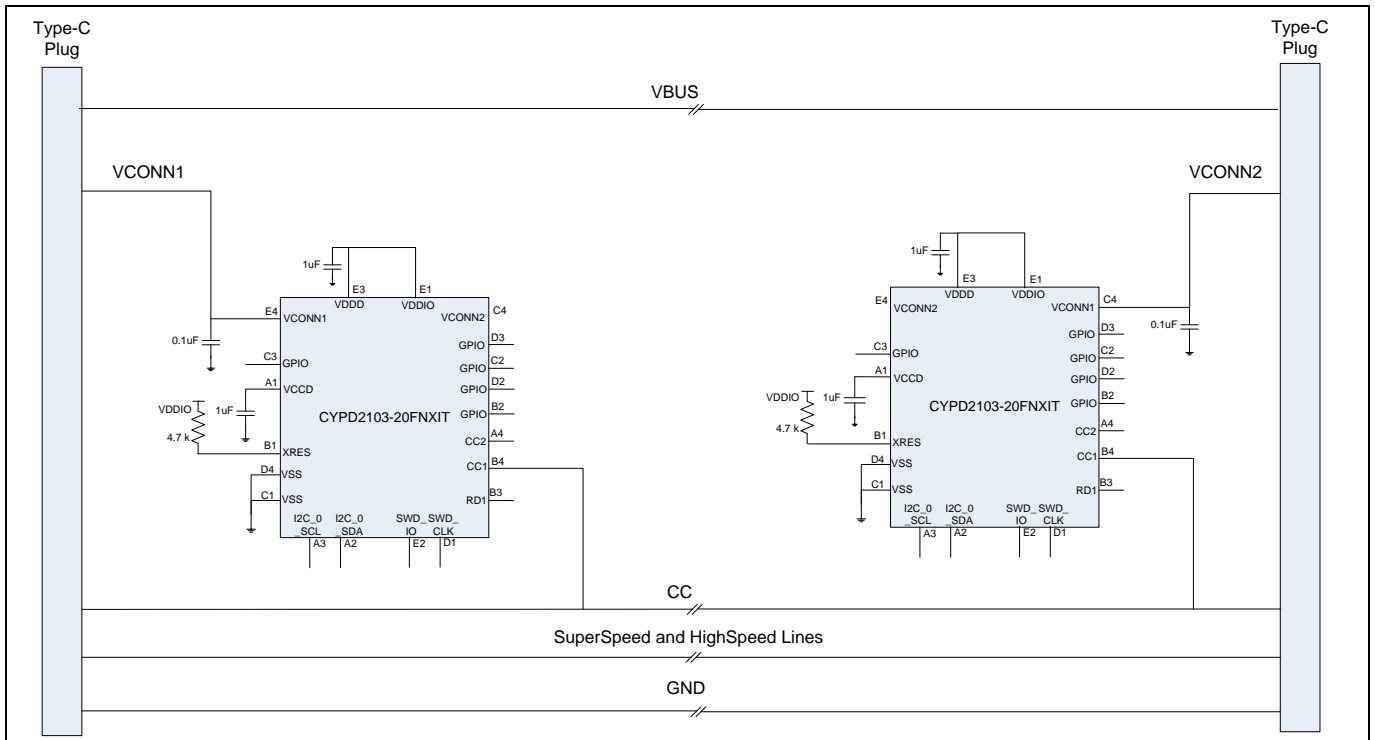 Type-C
Plug
Type-C
Plug
VBUS
VCONN1
VCONN2
1uF
E3
E1
VDDD
VDDIO
E4
VCONN1
VCONN2
C4
0.1uF
C3
GPIO
A1
VCCD
VDDIO
1uF
4.7 k
B1
XRES
D4
VSS
C1
VSS
CYPD2103-20FNXIT
GPIO
D3
GPIO
C2
GPIO
D2
GPIO
B2
CC2
A4
CC1
B4
RD1
B3
I2C_0
_SCL
I2C_0
_SDA
SWD_
IO
SWD_
CLK
A3
A2
E2
D1
1uF
E3
E1
VDDD
VDDIO
E4
VCONN2
VCONN1
C4
0.1uF
C3
GPIO
A1
VCCD
VDDIO
1uF
4.7 k
B1
XRES
D4
VSS
C1
VSS
CYPD2103-20FNXIT
GPIO
D3
GPIO
C2
GPIO
D2
GPIO
B2
CC2
A4
CC1
B4
RD1
B3
I2C_0
_SCL
I2C_0
_SDA
SWD_
IO
SWD_
CLK
A3
A2
E2
D1
CC
SuperSpeed and HighSpeed Lines
GND